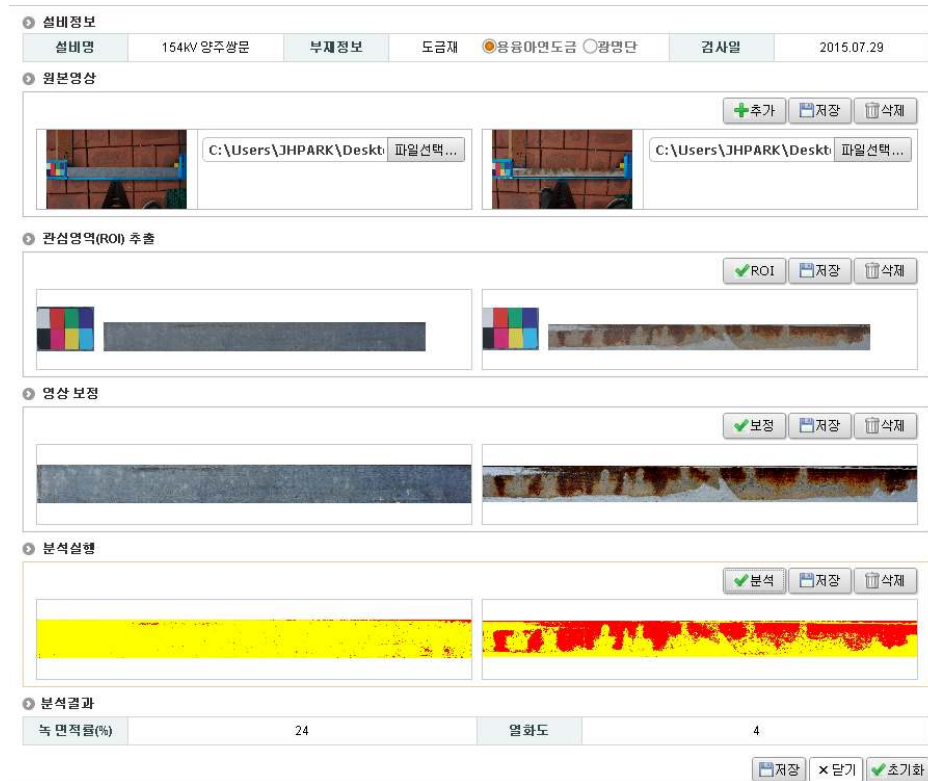 설비정보
설비명 154kV 양주쌍문 부재정보 도금재 용융아연도금 광명단 검사일 2015.07.29
원본영상
추가 저장 삭제
C:\Users\JHPARK\Deskt 파일선택... C:\Users\JHPARK\Deskt 파일선택...
관심영역(ROI) 추출
ROI 저장 삭제
영상 보정
보정 저장 삭제
분석실행
분석 저장 삭제
분석결과
녹 면적률(%) 24 열화도 4
저장 × 닫기 초기화